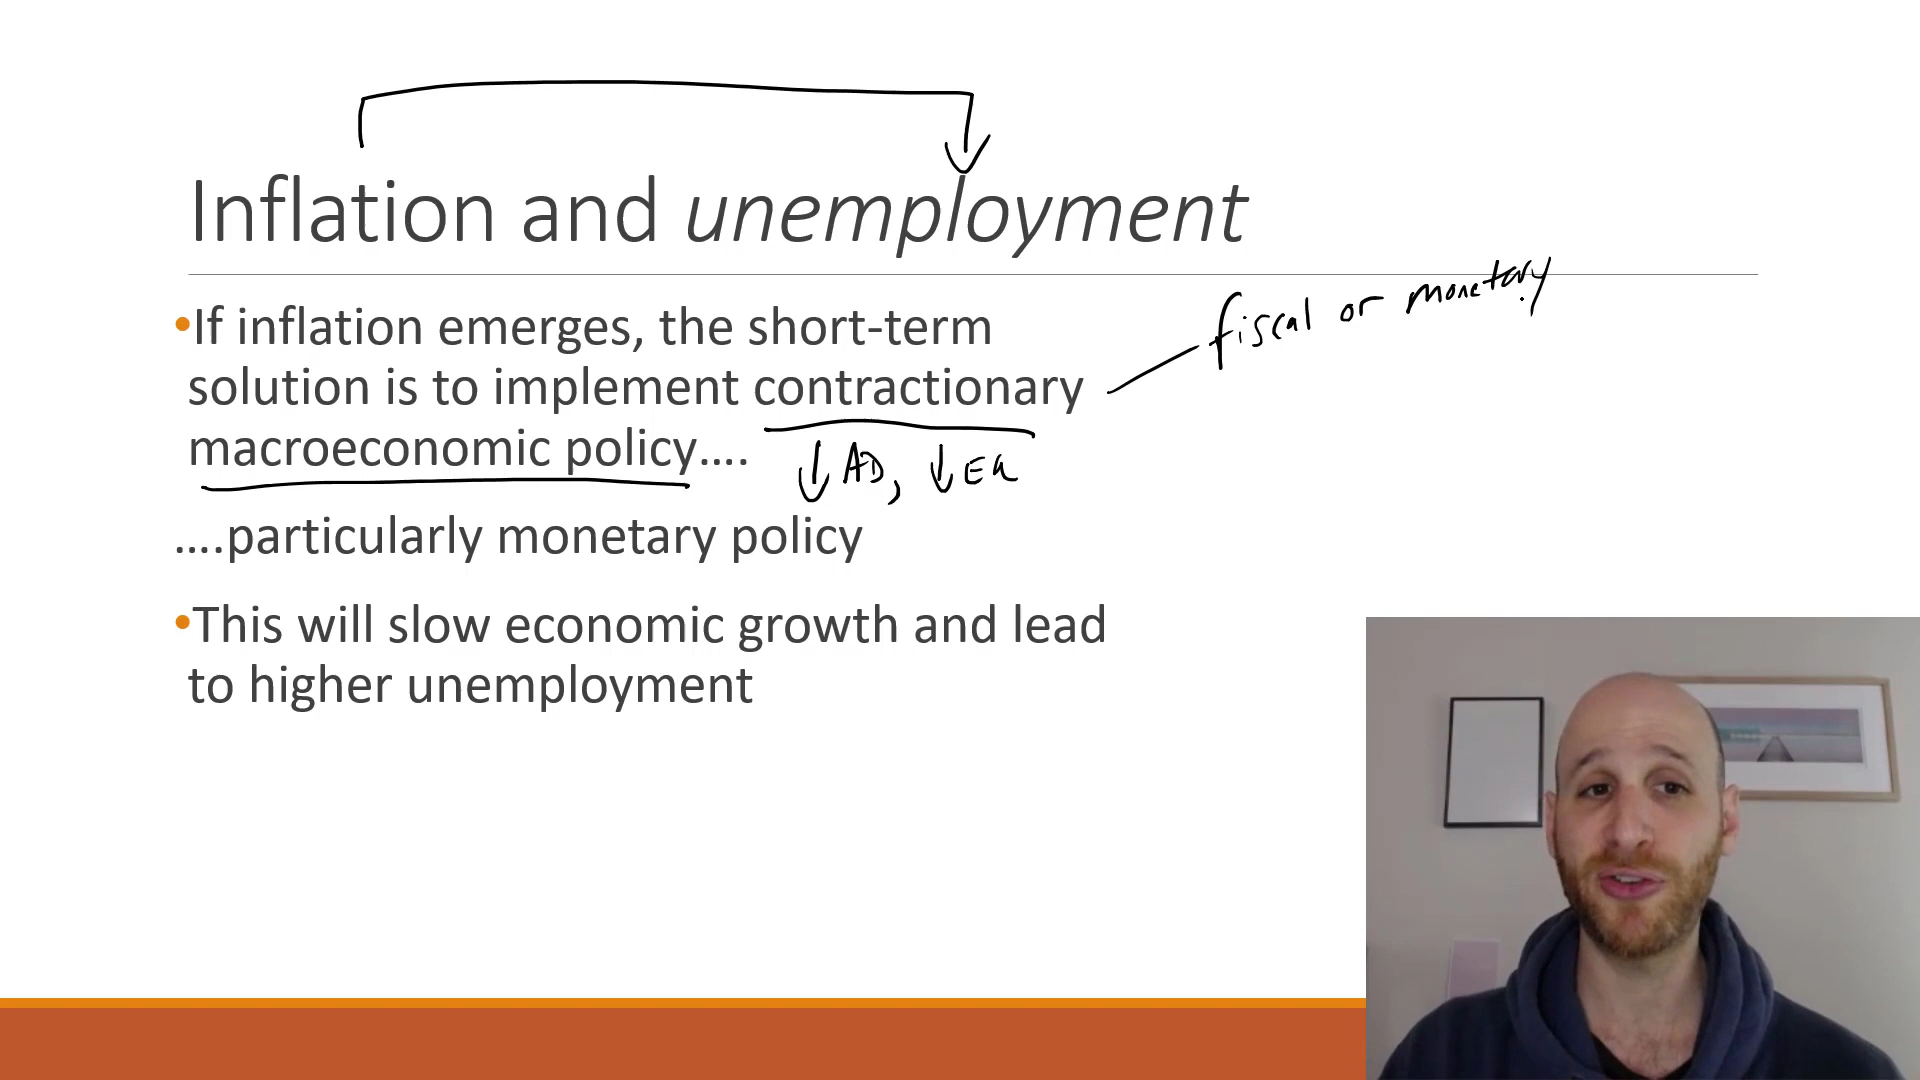 Inflation and unemployment
•If inflation emerges, the short-term
solution is to implement contractionary
fiscal or monetary
macroeconomic policy….
↓ AD, ↓ EG
….particularly monetary policy
•This will slow economic growth and lead
to higher unemployment